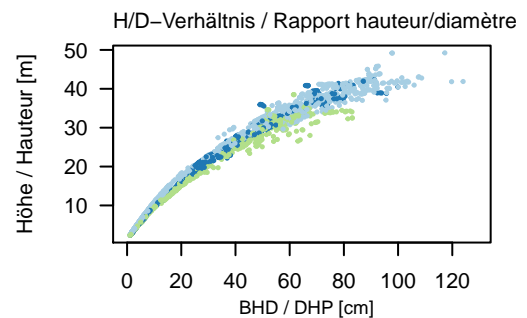 H/D−Verhältnis / Rapport hauteur/diamètre
50
40
30
20
10
Höhe / Hauteur [m]
0 20 40 60 80 100 120
BHD / DHP [cm]